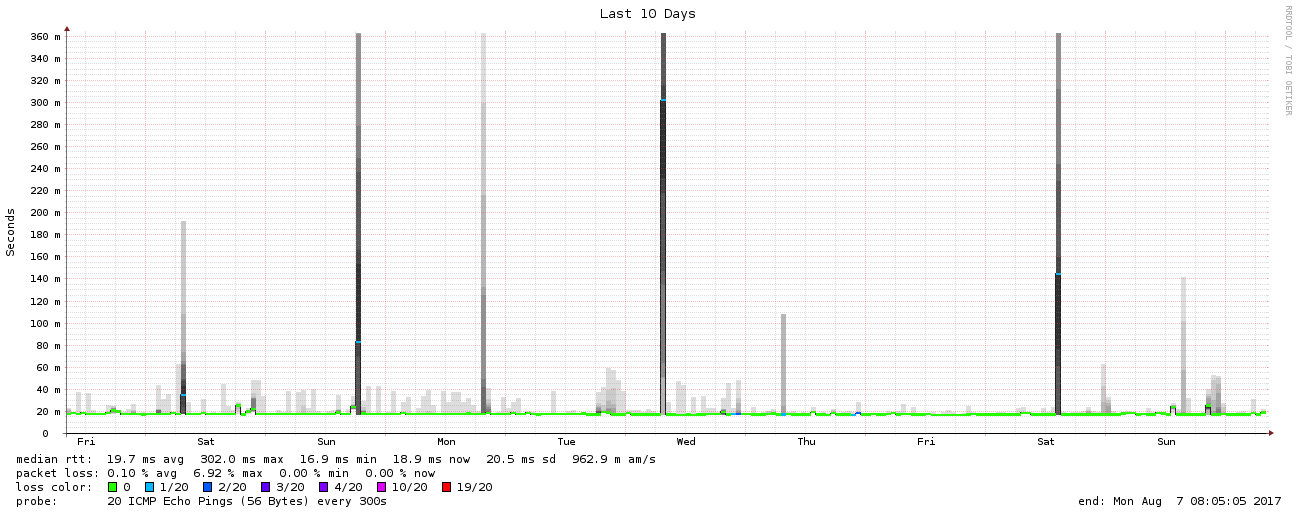 Last 10 Days
RRDTOOL / TOBI OETIKER
Seconds
360 m
340 m
320 m
300 m
280 m
260 m
240 m
220 m
200 m
180 m
160 m
140 m
120 m
100 m
80 m
60 m
40 m
20 m
0
Fri Sat Sun Mon Tue Wed Thu Fri Sat Sun
median rtt: 19.7 ms avg 302.0 ms max 16.9 ms min 18.9 ms now 20.5 ms sd 962.9 m am/s
packet loss: 0.10 % avg 6.92 % max 0.00 % min 0.00 % now
loss color: 0 1/20 2/20 3/20 4/20 10/20 19/20
probe: 20 ICMP Echo Pings (56 Bytes) every 300s end: Mon Aug 7 08:05:05 2017